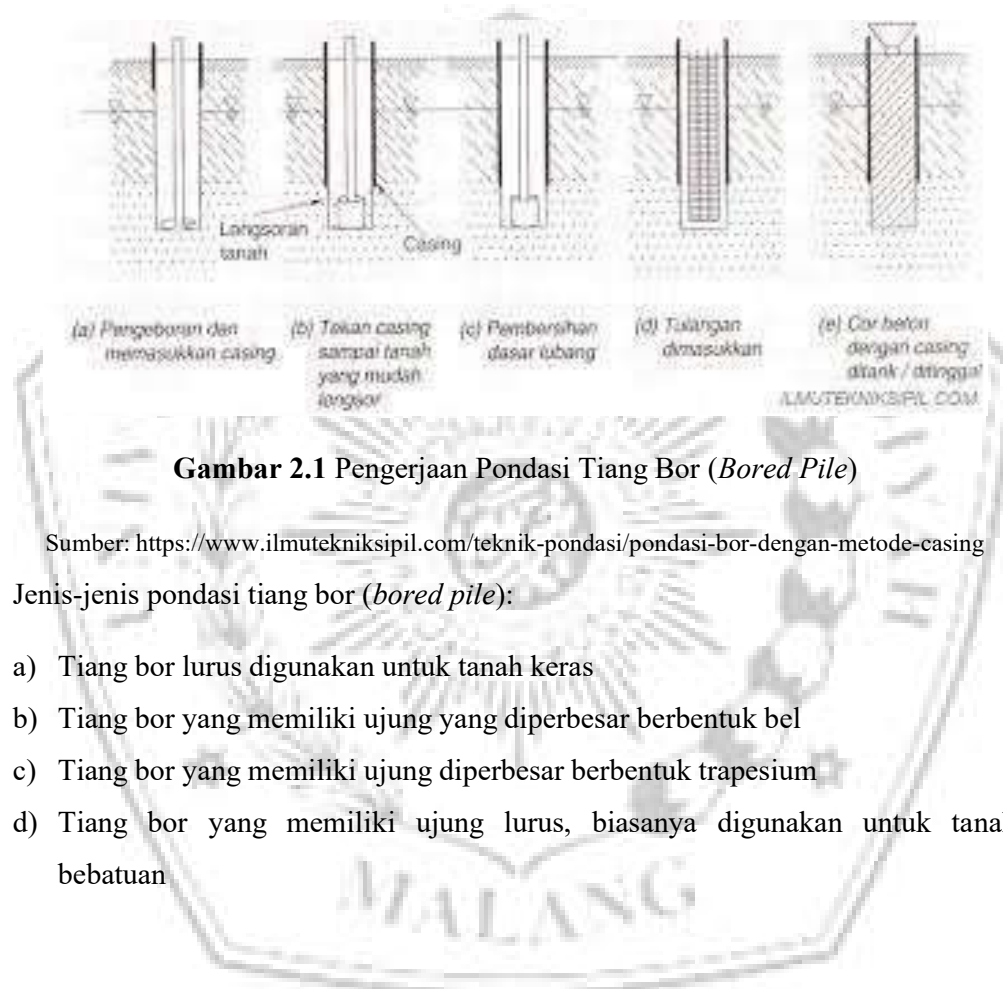 Longsoran
tanah
Casing
(a) Pengeboran dan
memasukkan casing
(b) Tekan casing
sampai tanah
yang mudah
longsor
(c) Pembersihan
dasar lubang
(d) Tulangan
dimasukkan
(e) Cor beton
dengan casing
ditarik / ditinggal
ILMUTEKNIKSIPIL.COM
Gambar 2.1 Pengerjaan Pondasi Tiang Bor (Bored Pile)
Sumber: https://www.ilmutekniksipil.com/teknik-pondasi/pondasi-bor-dengan-metode-casing
Jenis-jenis pondasi tiang bor (bored pile):
a) Tiang bor lurus digunakan untuk tanah keras
b) Tiang bor yang memiliki ujung yang diperbesar berbentuk bel
c) Tiang bor yang memiliki ujung diperbesar berbentuk trapesium
d) Tiang bor yang memiliki ujung lurus, biasanya digunakan untuk tanah
bebatuan
MALANG